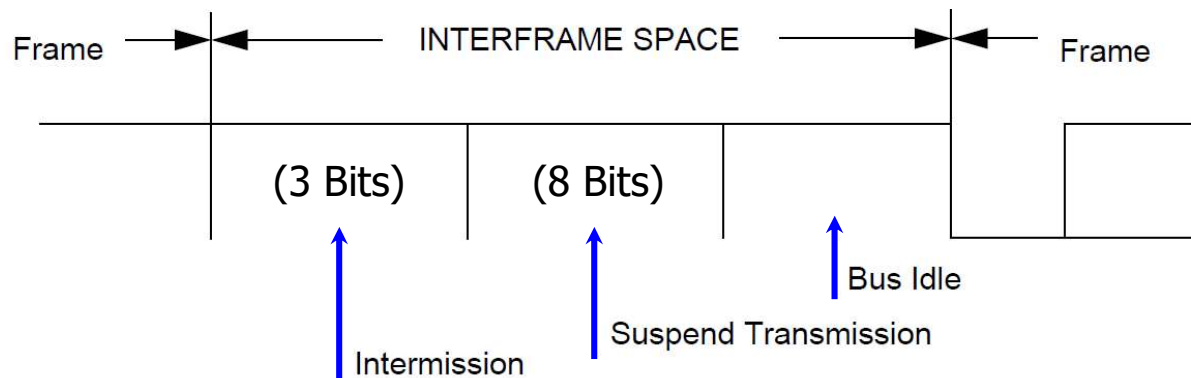 Frame INTERFRAME SPACE Frame
(3 Bits) (8 Bits)
Bus Idle
Suspend Transmission
Intermission